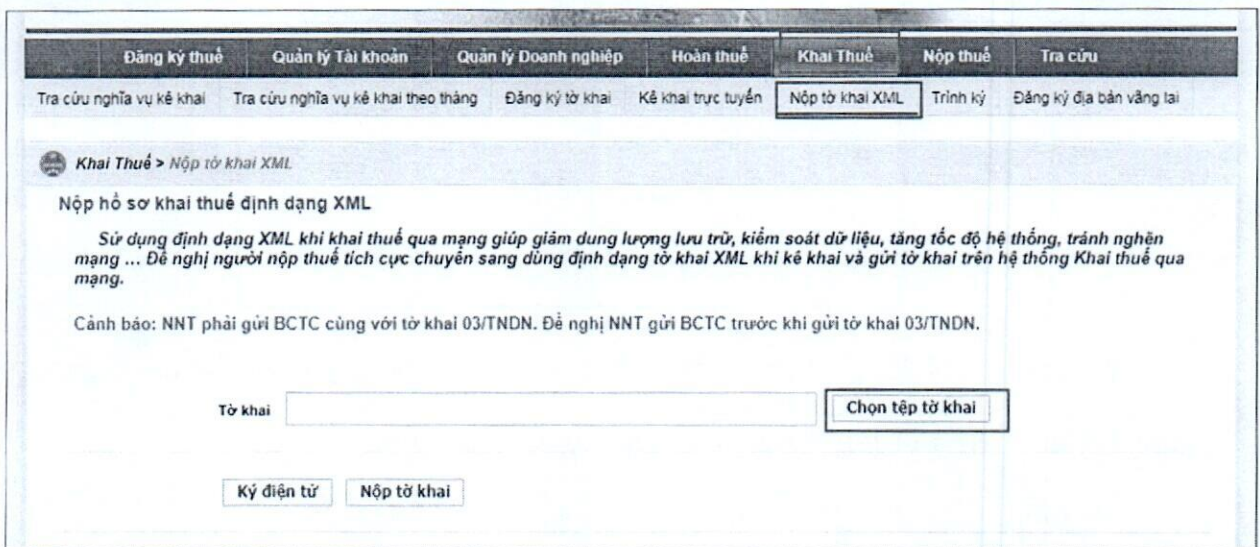 Đăng ký thuế Quản lý Tài khoản Quản lý Doanh nghiệp Hoàn thuế Khai Thuế Nộp thuế Tra cứu
Tra cứu nghĩa vụ kê khai Tra cứu nghĩa vụ kê khai theo tháng Đăng ký tờ khai Kê khai trực tuyến Nộp tờ khai XML Trình ký Đăng ký địa bàn vãng lai
Khai Thuế > Nộp tờ khai XML
Nộp hồ sơ khai thuế định dạng XML
Sử dụng định dạng XML khi khai thuế qua mạng giúp giảm dung lượng lưu trữ, kiểm soát dữ liệu, tăng tốc độ hệ thống, tránh nghẽn
mạng ... Đề nghị người nộp thuế tích cực chuyển sang dùng định dạng tờ khai XML khi kê khai và gửi tờ khai trên hệ thống Khai thuế qua
mạng.
Cảnh báo: NNT phải gửi BCTC cùng với tờ khai 03/TNDN. Đề nghị NNT gửi BCTC trước khi gửi tờ khai 03/TNDN.
Tờ khai Chọn tệp tờ khai
Ký điện tử Nộp tờ khai